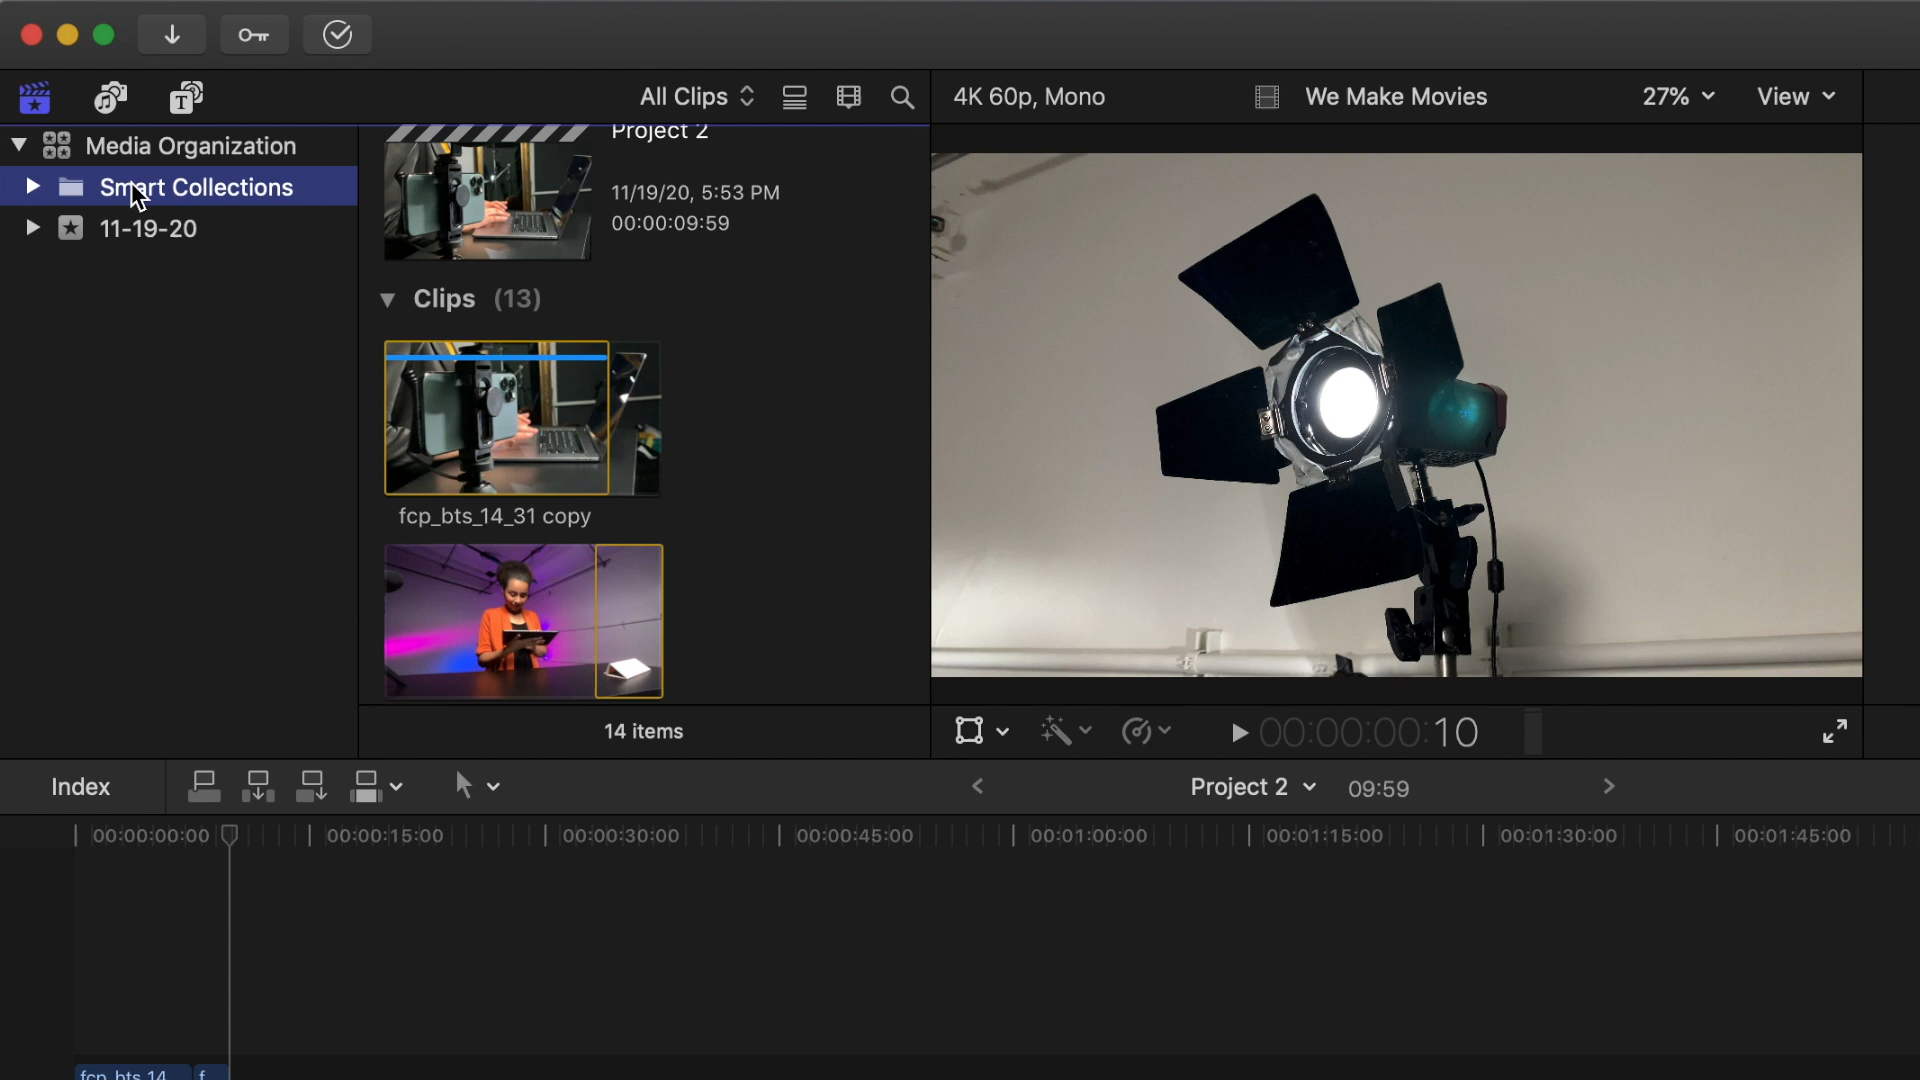 All Clips
4K 60p, Mono
We Make Movies
27%
View
Media Organization
Smart Collections
11-19-20
Project 2
11/19/20, 5:53 PM
00:00:09:59
Clips (13)
fcp_bts_14_31 copy
14 items
00:00:00:10
Index
Project 2
09:59
00:00:00:00
00:00:15:00
00:00:30:00
00:00:45:00
00:01:00:00
00:01:15:00
00:01:30:00
00:01:45:00
fcp_bts_14
f